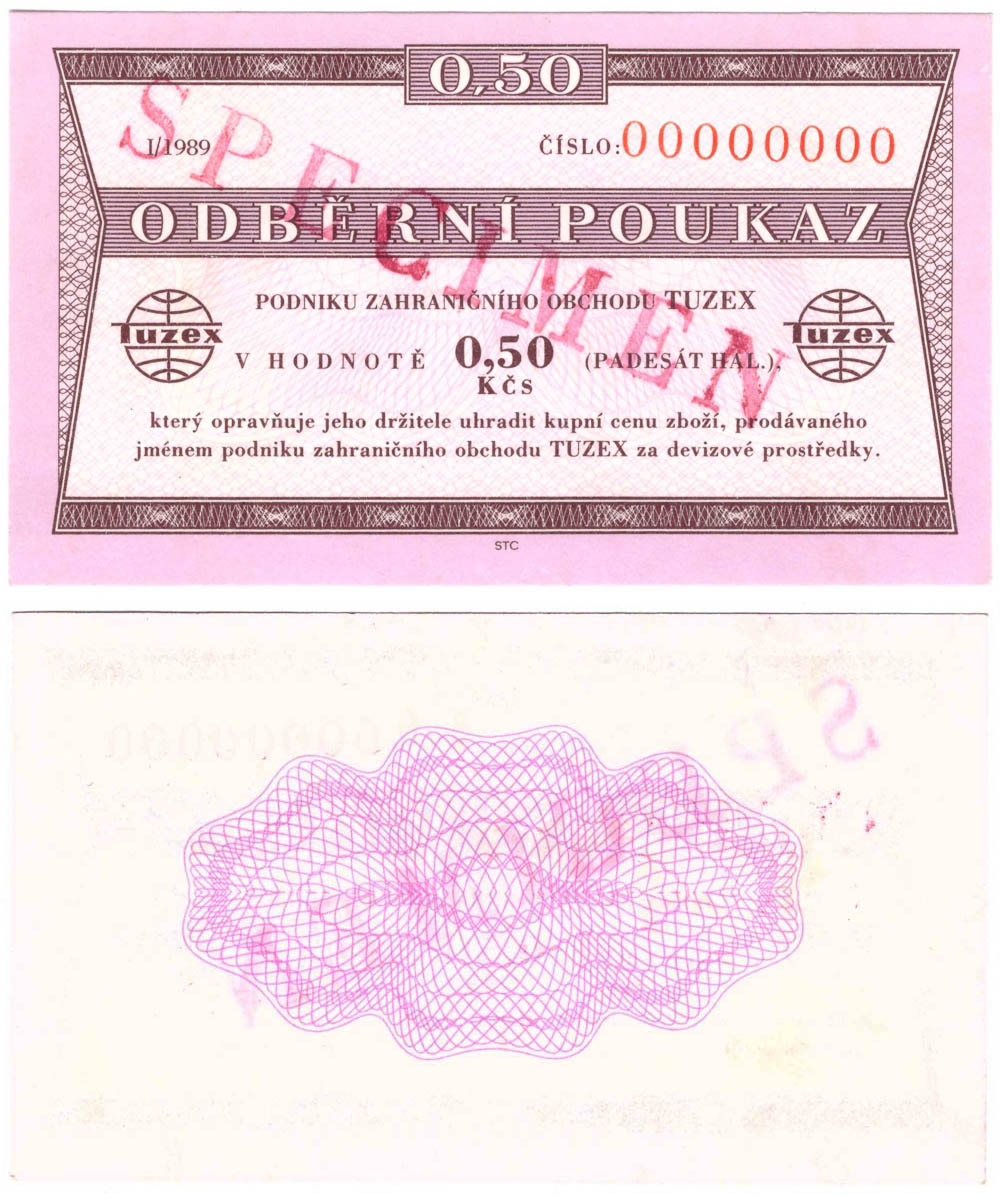 0,50
I/1989
ČÍSLO: 00000000
ODBĚRNÍ POUKAZ
PODNIKU ZAHRANIČNÍHO OBCHODU TUZEX
Tuzex
V HODNOTĚ 0,50 (PADESÁT HAL.),
Tuzex
KČS
který opravňuje jeho držitele uhradit kupní cenu zboží, prodávaného
jménem podniku zahraničního obchodu TUZEX za devizové prostředky.
STC
SPECIMEN